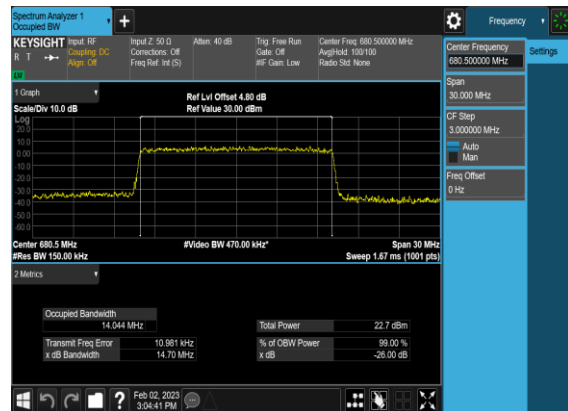 Spectrum Analyzer 1
Occupied BW
+
Frequency
KEYSIGHT
R T
LV
Input: RF
Coupling: DC
Align: Off
Input Z: 50 Ω
Corrections: Off
Freq Ref: Int (S)
Atten: 40 dB
Trig: Free Run
Gate: Off
#IF Gain: Low
Center Freq: 680.500000 MHz
Avg|Hold: 100/100
Radio Std: None
Center Frequency
680.500000 MHz
Settings
Span
30.000 MHz
CF Step
3.000000 MHz
Auto
Man
Freq Offset
0 Hz
1 Graph
Scale/Div 10.0 dB
Ref Lvl Offset 4.80 dB
Ref Value 30.00 dBm
Log
20.0
10.0
0.00
-10.0
-20.0
-30.0
-40.0
-50.0
-60.0
Center 680.5 MHz
#Res BW 150.00 kHz
#Video BW 470.00 kHz*
Span 30 MHz
Sweep 1.67 ms (1001 pts)
2 Metrics
Occupied Bandwidth
14.044 MHz
Total Power 22.7 dBm
Transmit Freq Error 10.981 kHz
% of OBW Power 99.00 %
x dB Bandwidth 14.70 MHz
x dB -26.00 dB
?
Feb 02, 2023
3:04:41 PM